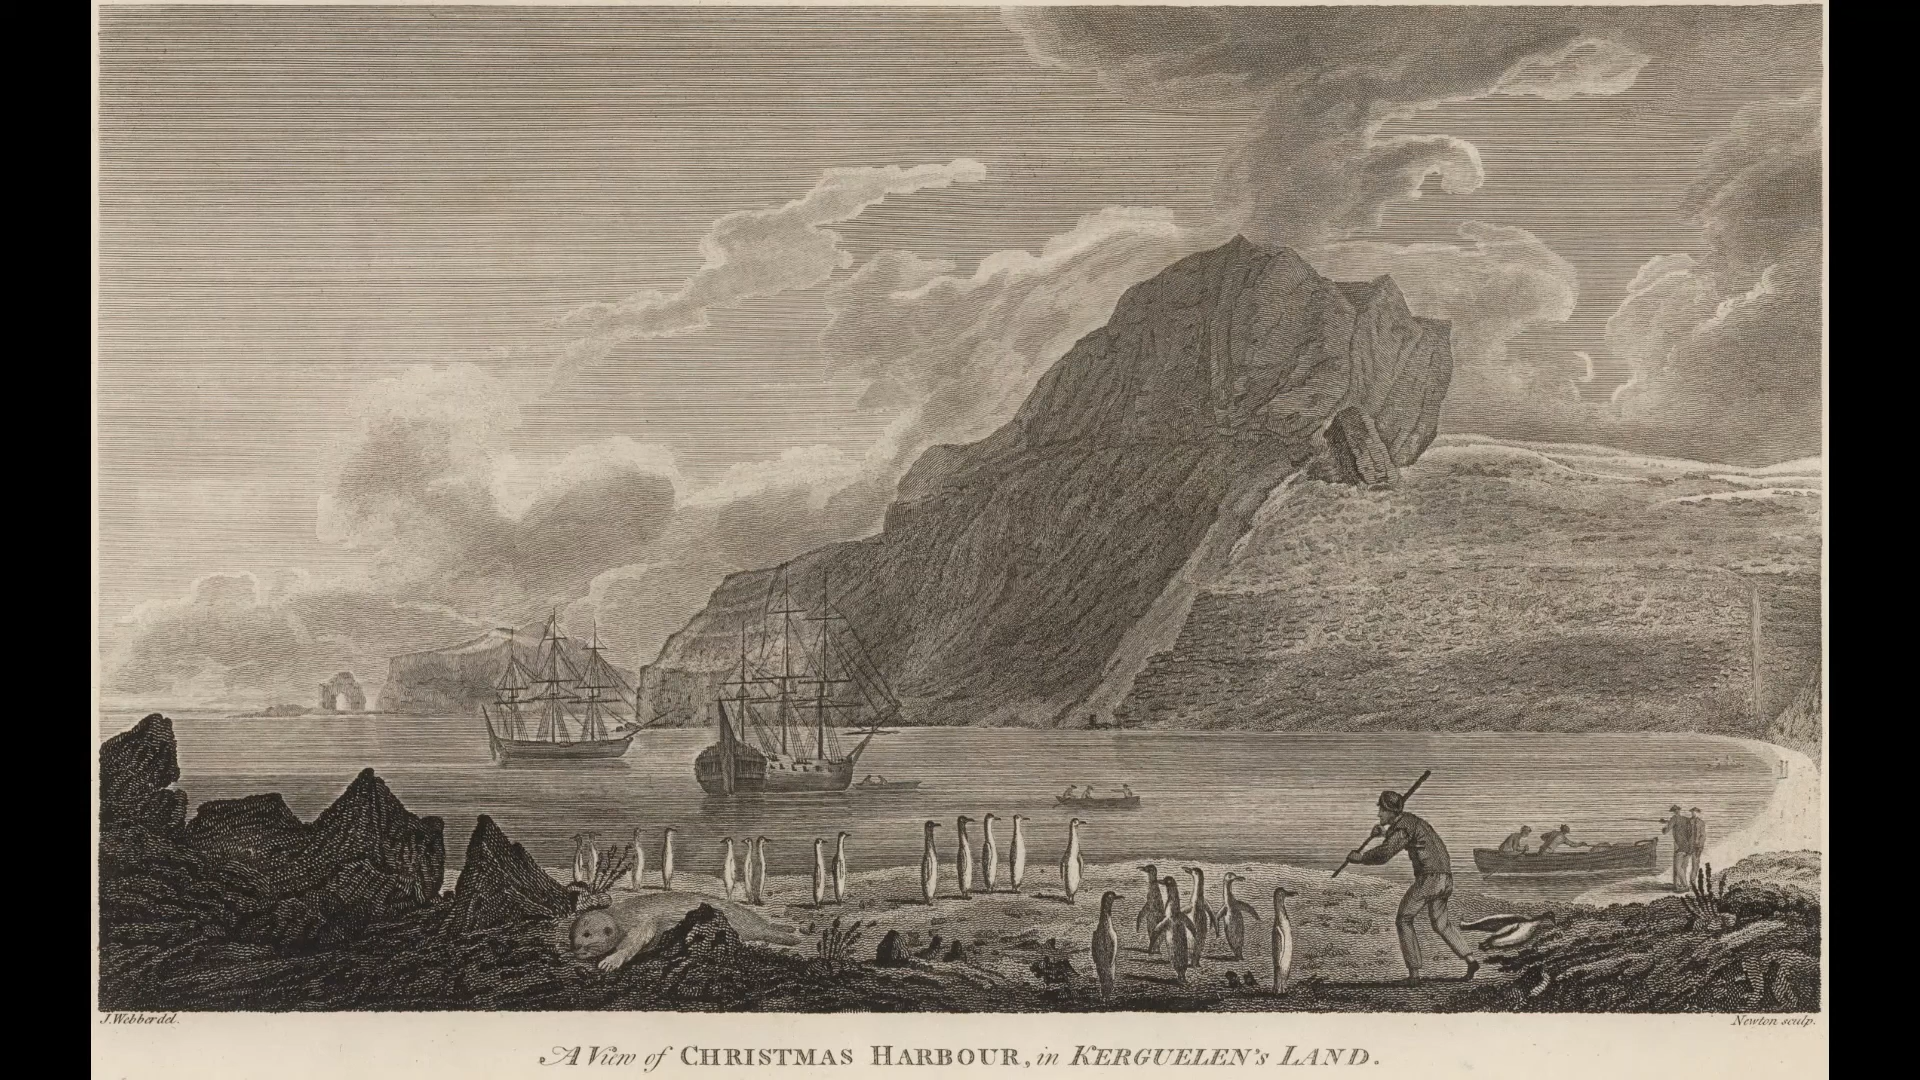 J. Webber del.
Newton sculp.
A View of CHRISTMAS HARBOUR, in KERGUELEN's LAND.